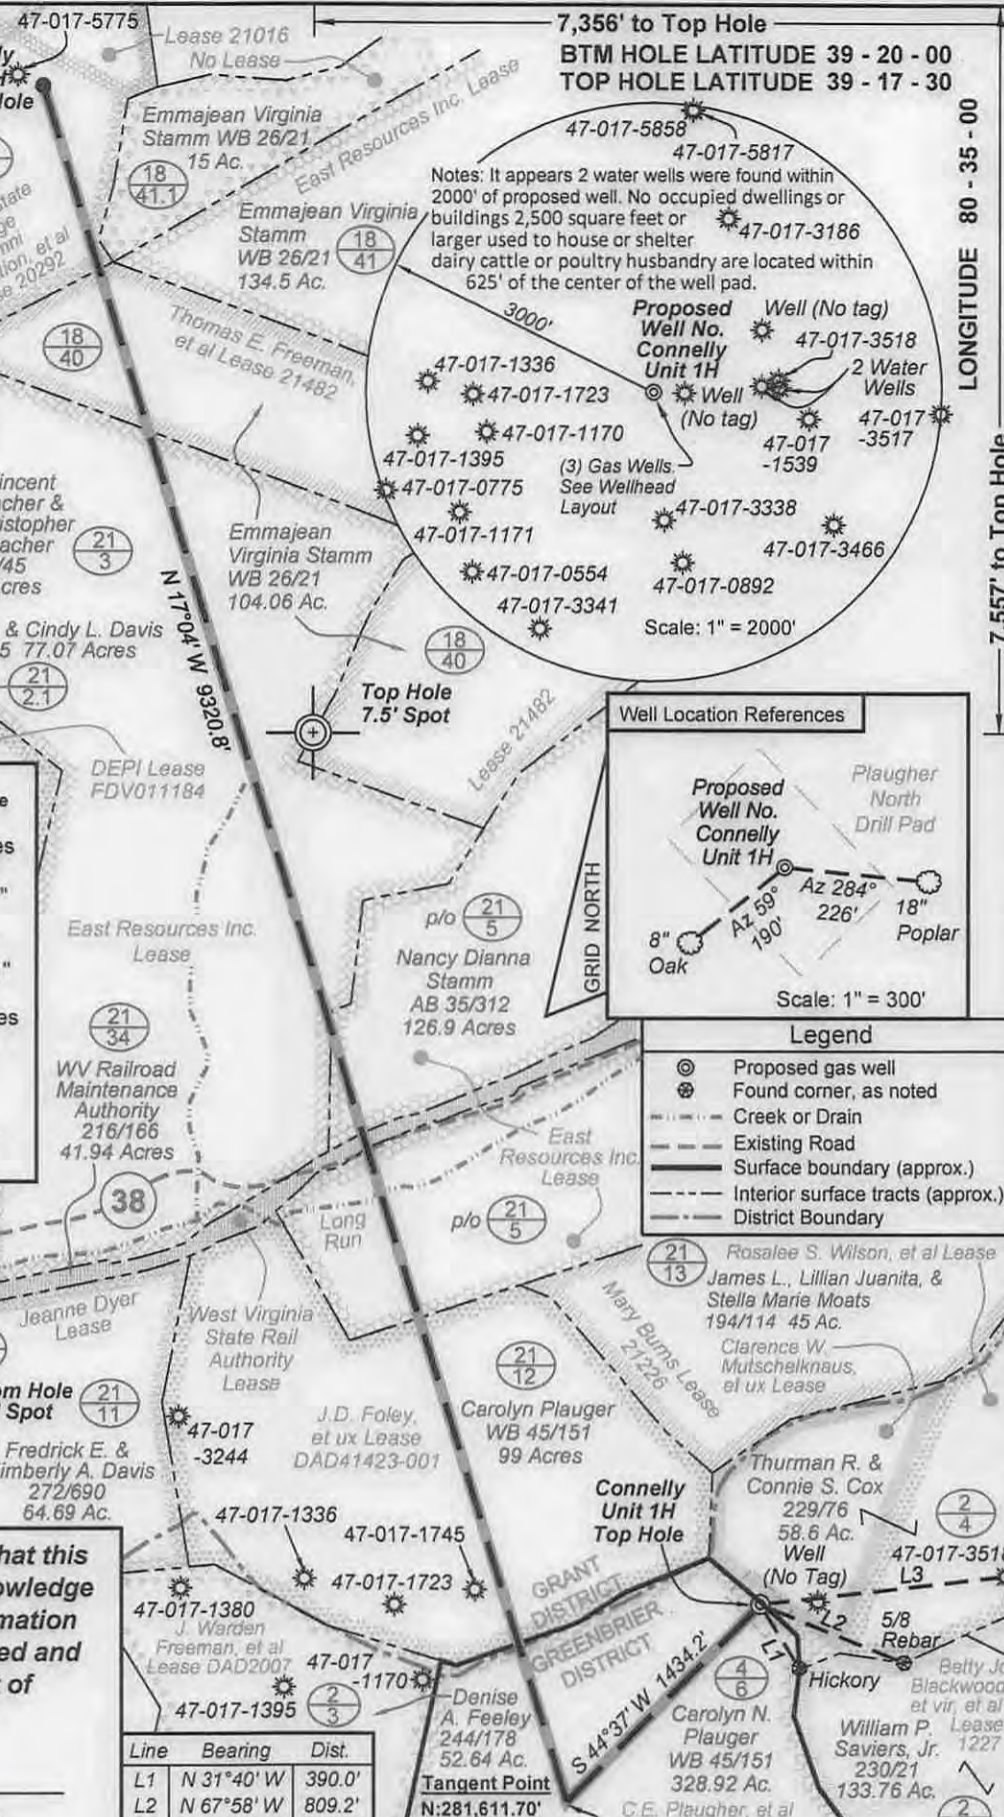 47-017-5775
Lease 21016
No Lease
7,356' to Top Hole
BTM HOLE LATITUDE 39 - 20 - 00
TOP HOLE LATITUDE 39 - 17 - 30
LONGITUDE 80 - 35 - 00
7,557' to Top Hole
Emmajean Virginia
Stamm WB 26/21
15 Ac.
18
41.1
East Resources Inc. Lease
Emmajean Virginia
Stamm
WB 26/21
134.5 Ac.
18
41
47-017-5858
47-017-5817
Notes: It appears 2 water wells were found within
2000' of proposed well. No occupied dwellings or
buildings 2,500 square feet or
larger used to house or shelter
dairy cattle or poultry husbandry are located within
625' of the center of the well pad.
47-017-3186
3000'
Proposed
Well No.
Connelly
Unit 1H
Well (No tag)
47-017-3518
2 Water
Wells
Well
(No tag)
47-017
-3517
47-017
-1539
47-017-1336
47-017-1723
47-017-1170
47-017-1395
47-017-0775
(3) Gas Wells.
See Wellhead
Layout
47-017-1171
47-017-3338
47-017-3466
47-017-0554
47-017-0892
47-017-3341
Scale: 1" = 2000'
et al
20292
18
40
Thomas E. Freeman,
et al Lease 21482
21
3
Emmajean
Virginia Stamm
WB 26/21
104.06 Ac.
N 17°04' W 9320.8'
& Cindy L. Davis
77.07 Acres
21
2.1
18
40
Top Hole
7.5' Spot
Lease 21482
DEPI Lease
FDV011184
Well Location References
Proposed
Well No.
Connelly
Unit 1H
Plaugher
North
Drill Pad
Az 284°
226'
Az 59°
190'
18"
Poplar
8"
Oak
Scale: 1" = 300'
GRID NORTH
East Resources Inc.
Lease
p/o
21
5
Nancy Dianna
Stamm
AB 35/312
126.9 Acres
21
34
WV Railroad
Maintenance
Authority
216/166
41.94 Acres
Legend
Proposed gas well
Found corner, as noted
Creek or Drain
Existing Road
Surface boundary (approx.)
Interior surface tracts (approx.)
District Boundary
38
East
Resources Inc.
Lease
Long
Run
p/o
21
5
21
13
Rosalee S. Wilson, et al Lease
James L., Lillian Juanita, &
Stella Marie Moats
194/114 45 Ac.
Jeanne Dyer
Lease
West Virginia
State Rail
Authority
Lease
Mary Burns Lease
21226
Clarence W.
Mutschelknaus,
et ux Lease
21
12
Carolyn Plauger
WB 45/151
99 Acres
Hole
Spot
21
11
Fredrick E. &
A. Davis
272/690
64.69 Ac.
47-017
-3244
J.D. Foley,
et ux Lease
DAD41423-001
Connelly
Unit 1H
Top Hole
Thurman R. &
Connie S. Cox
229/76
58.6 Ac.
Well
(No Tag)
2
4
L3
47-017-1336
47-017-1745
47-017-1723
47-017-1380
GRANT
DISTRICT
GREENBRIER
DISTRICT
L2
5/8
Rebar
L1
Hickory
J. Warden
Freeman, et al
Lease DAD2007
47-017
-1170
47-017-1395
2
3
S 44°37' W 1434.2'
4
6
Denise
A. Feeley
244/178
52.64 Ac.
Carolyn N.
Plauger
WB 45/151
328.92 Ac.
Blackwood
et vir, et al
Lease
1227
William P.
Saviers, Jr.
230/21
133.76 Ac.
that this
and
of
Line Bearing Dist.
L1 N 31°40' W 390.0'
L2 N 67°58' W 809.2'
Tangent Point
N:281,611.70'
C.E. Plaugher, et al